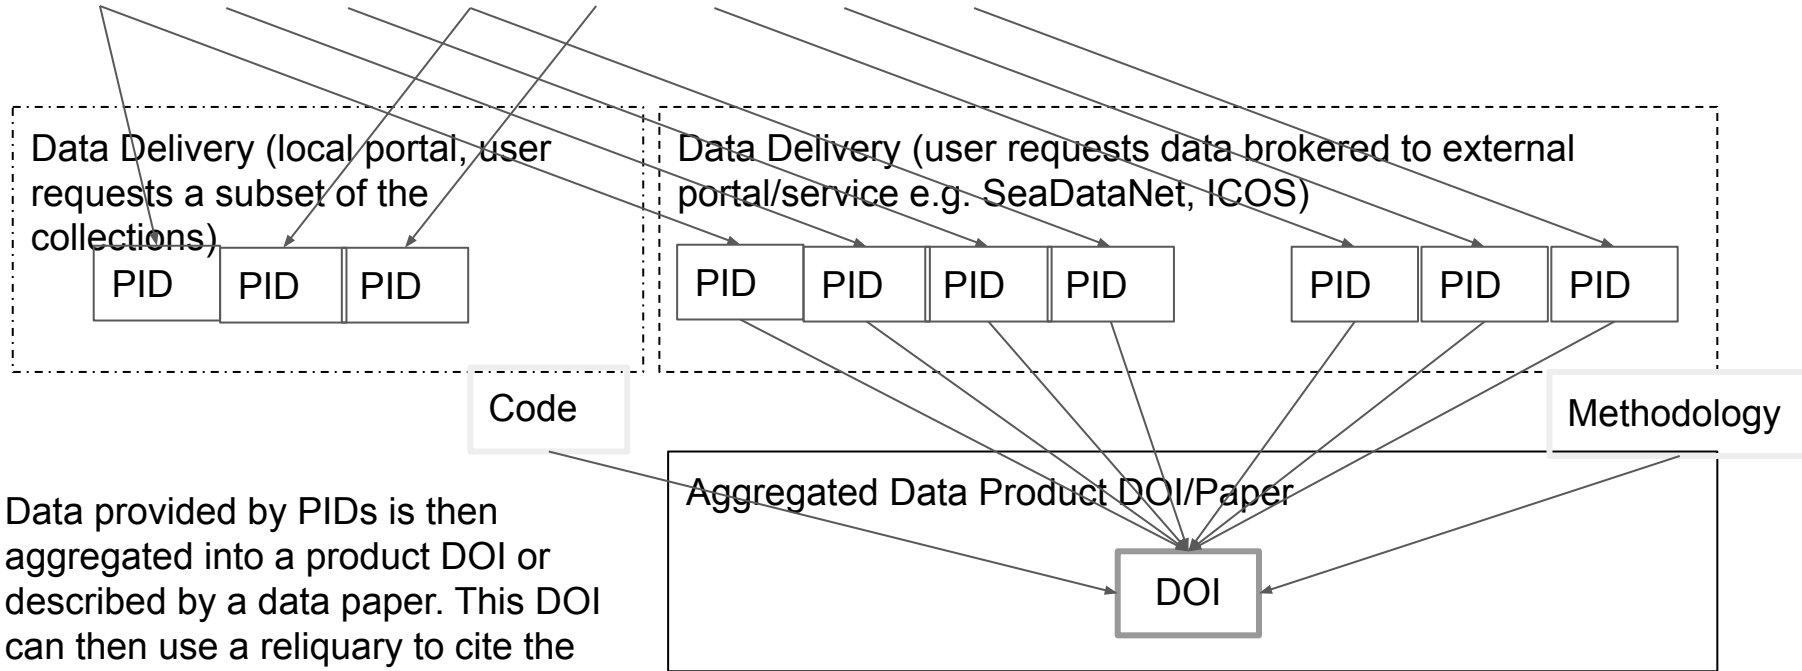 Data Delivery (local portal, user
requests a subset of the
collections)
PID
PID
PID
Data Delivery (user requests data brokered to external
portal/service e.g. SeaDataNet, ICOS)
PID
PID
PID
PID
PID
PID
PID
Code
Methodology
Data provided by PIDs is then
aggregated into a product DOI or
described by a data paper. This DOI
can then use a reliquary to cite the
Aggregated Data Product DOI/Paper
DOI